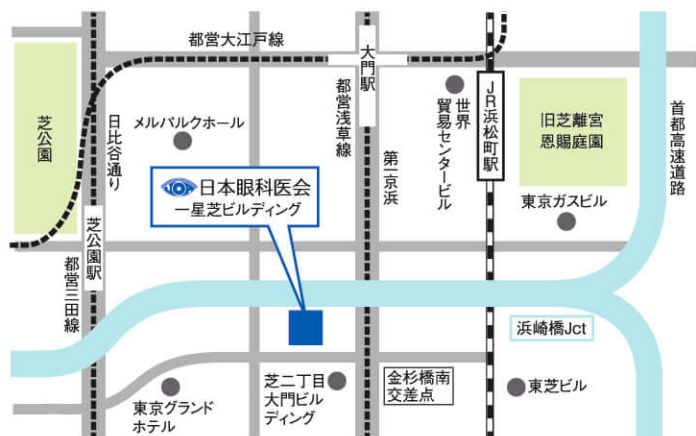 都営大江戸線
大門駅
芝公園
日比谷通り
メルパルクホール
都営浅草線
世界
貿易センタービル
JR浜松町駅
旧芝離宮
恩賜庭園
首都高速道路
日本眼科医会
一星芝ビルディング
第一京浜
東京ガスビル
芝公園駅
都営三田線
浜崎橋Jct
東京グランド
ホテル
芝二丁目
大門ビル
ディング
金杉橋南
交差点
東芝ビル